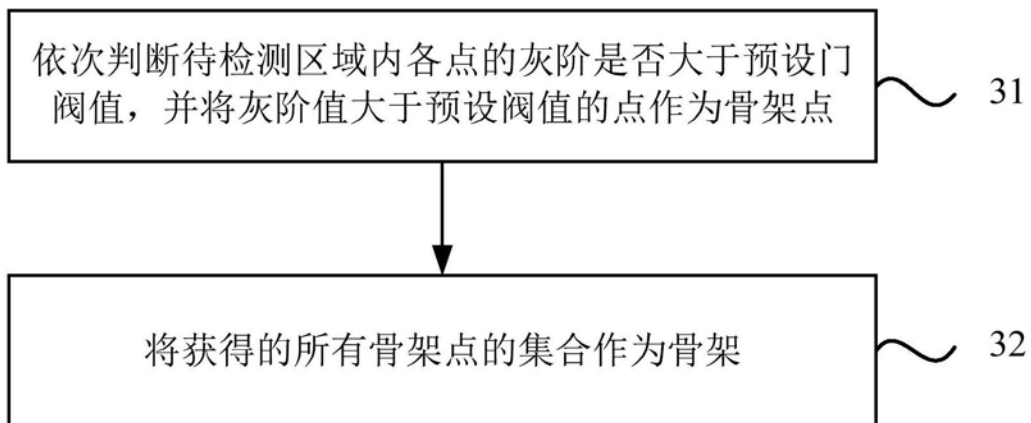 依次判断待检测区域内各点的灰阶是否大于预设门
阀值，并将灰阶值大于预设阀值的点作为骨架点
31
将获得的所有骨架点的集合作为骨架
32